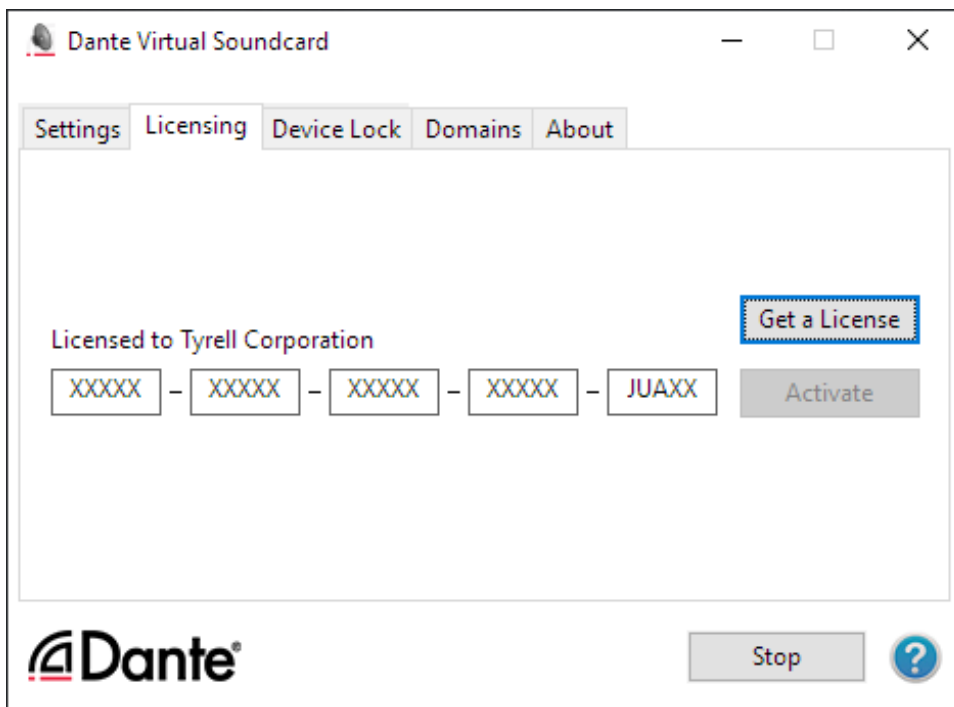 Dante Virtual Soundcard
Settings Licensing Device Lock Domains About
Get a License
Licensed to Tyrell Corporation
XXXXX – XXXXX – XXXXX – XXXXX – JUAXX Activate
Dante® Stop ?